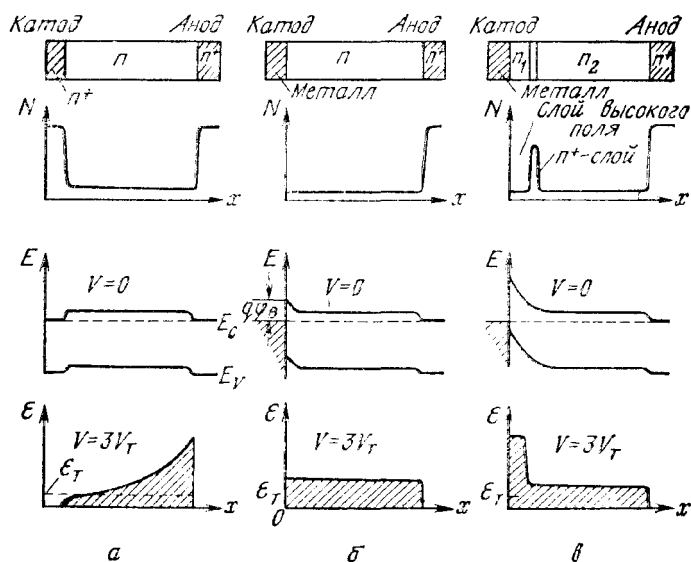 Катод Анод
n n⁺
n⁺
N
x
E
V=0
E_C
E_V
ℰ
V=3V_T
ℰ_T
x
а
Катод Анод
n n⁺
Металл
N
x
E
V=0
qφ_B
ℰ
V=3V_T
ℰ_T
0
x
б
Катод Анод
n₁ n₂ n⁺
Металл
Слой высокого
поля
n⁺-слой
N
x
E
V=0
ℰ
V=3V_T
ℰ_T
x
в